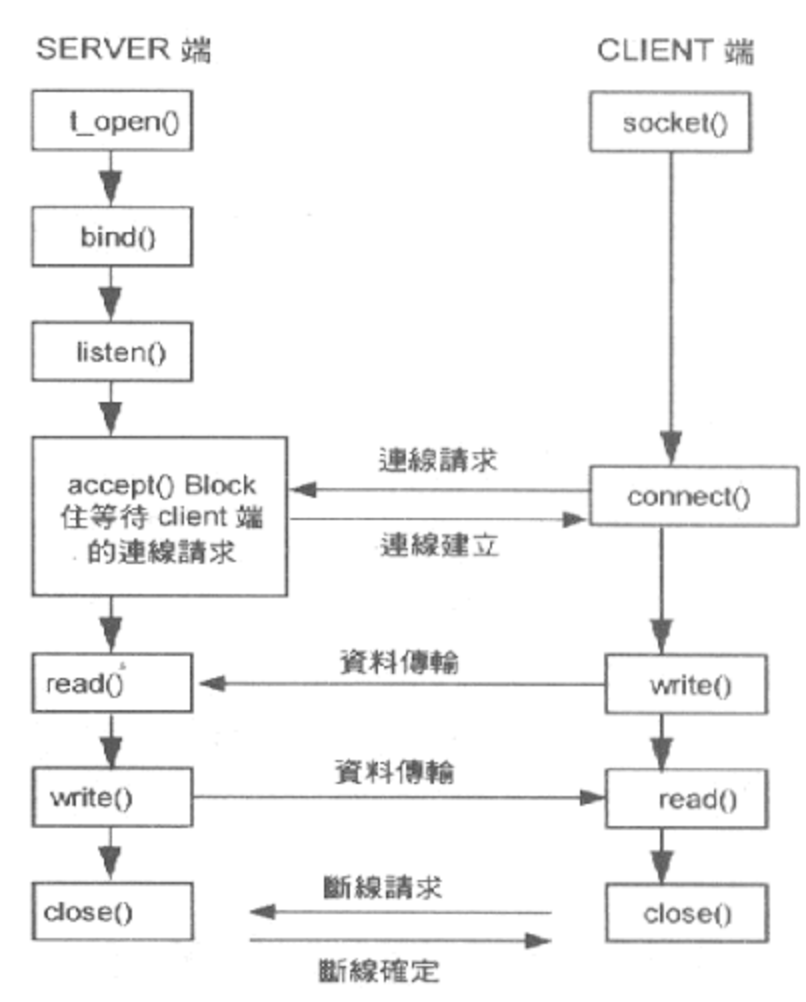 SERVER 端
CLIENT 端
t_open()
socket()
bind()
listen()
accept() Block
住等待 client 端
的連線請求
連線請求
connect()
連線建立
read()
資料傳輸
write()
write()
資料傳輸
read()
close()
斷線請求
close()
斷線確定